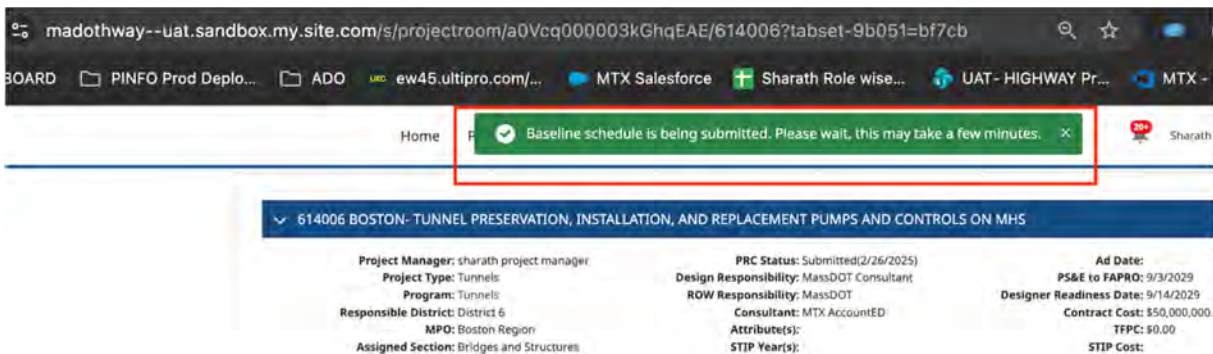 madothway--uat.sandbox.my.site.com/s/projectroom/a0Vcq000003kGhqEAE/614006?tabset-9b051=bf7cb
BOARD PINFO Prod Deplo... ADO ew45.ultipro.com/... MTX Salesforce Sharath Role wise... UAT- HIGHWAY Pr... MTX -
Home P Baseline schedule is being submitted. Please wait, this may take a few minutes. × 20+ Sharath
614006 BOSTON- TUNNEL PRESERVATION, INSTALLATION, AND REPLACEMENT PUMPS AND CONTROLS ON MHS
Project Manager: sharath project manager PRC Status: Submitted(2/26/2025) Ad Date:
Project Type: Tunnels Design Responsibility: MassDOT Consultant PS&E to FAPRO: 9/3/2029
Program: Tunnels ROW Responsibility: MassDOT Designer Readiness Date: 9/14/2029
Responsible District: District 6 Consultant: MTX AccountED Contract Cost: $50,000,000.
MPO: Boston Region Attribute(s): TFPC: $0.00
Assigned Section: Bridges and Structures STIP Year(s): STIP Cost: